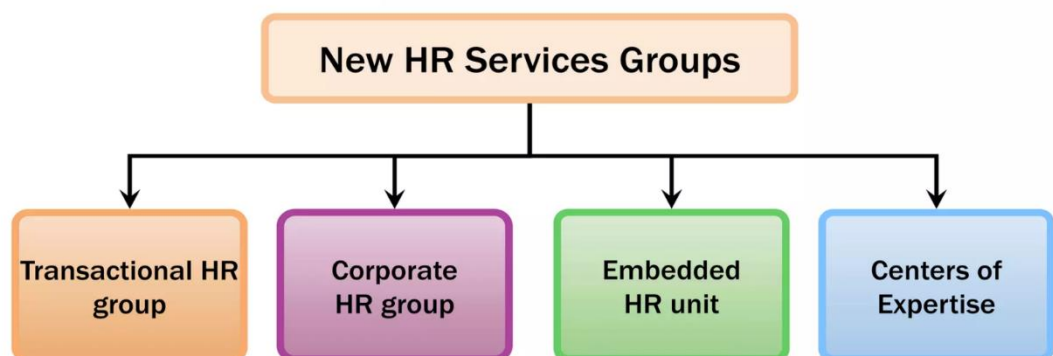 New HR Services Groups
Transactional HR
group
Corporate
HR group
Embedded
HR unit
Centers of
Expertise